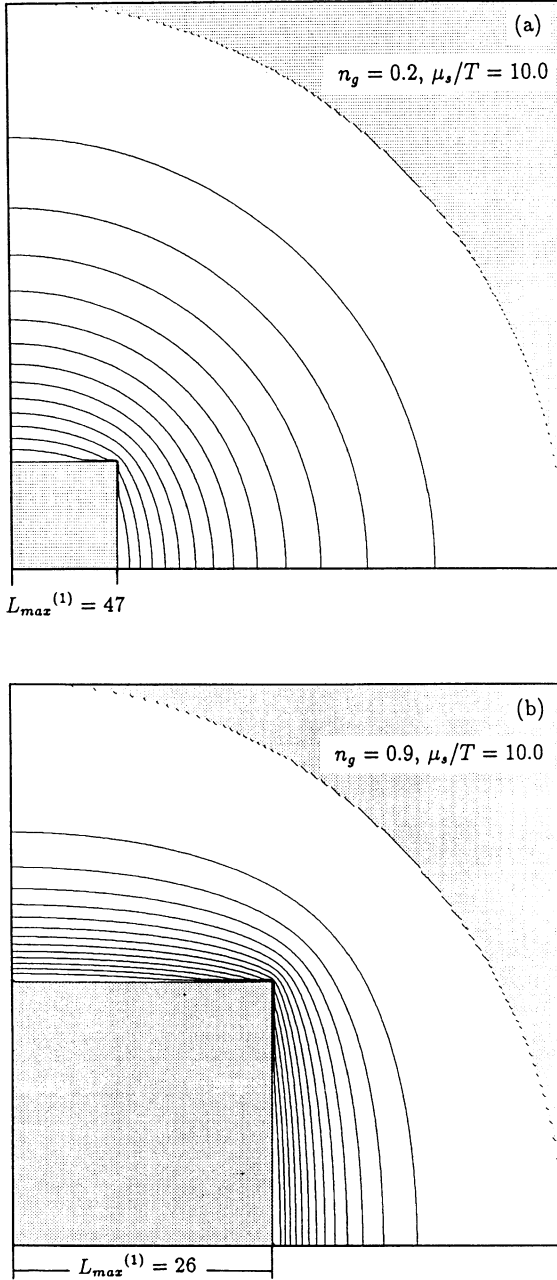 (a)
n_g = 0.2, μ_s/T = 10.0
L_max^(1) = 47
(b)
n_g = 0.9, μ_s/T = 10.0
L_max^(1) = 26